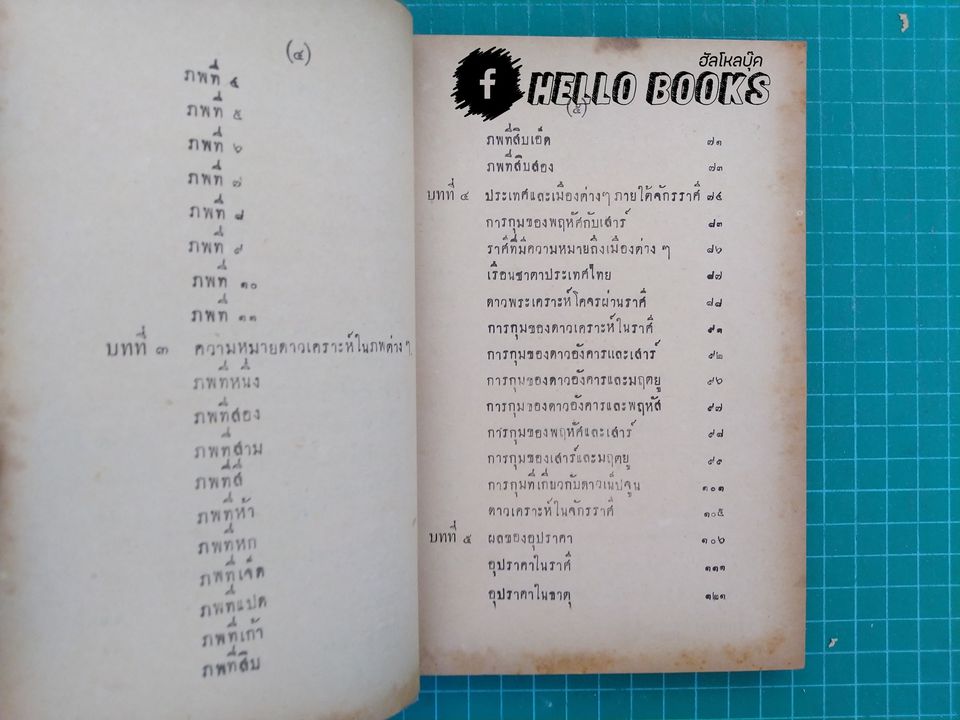 (๔)
ภพที่ ๔
ภพที่ ๕
ภพที่ ๖
ภพที่ ๗
ภพที่ ๘
ภพที่ ๙
ภพที่ ๑๐
ภพที่ ๑๑
บทที่ ๓ ความหมายดาวเคราะห์ในภพต่าง ๆ
ภพที่หนึ่ง
ภพที่สอง
ภพที่สาม
ภพที่สี่
ภพที่ห้า
ภพที่หก
ภพที่เจ็ด
ภพที่แปด
ภพที่เก้า
ภพที่สิบ
ฮัลโหลบุ๊ค
f HELLO BOOKS
(๕)
ภพที่สิบเอ็ด ๗๑
ภพที่สิบสอง ๗๓
บทที่ ๔ ประเทศและเมืองต่างๆ ภายใต้จักรราศี ๗๔
การกุมของพฤหัศกับเสาร์ ๘๓
ราศีที่มีความหมายถึงเมืองต่าง ๆ ๘๖
เรือนชาตาประเทศไทย ๘๗
ดาวพระเคราะห์โคจรผ่านราศี ๘๘
การกุมของดาวเคราะห์ในราศี ๙๑
การกุมของดาวอังคารและเสาร์ ๙๒
การกุมของดาวอังคารและมฤตยู ๙๖
การกุมของดาวอังคารและพฤหัส ๙๗
การกุมของพฤหัศและเสาร์ ๙๘
การกุมของเสาร์และมฤตยู ๙๙
การกุมที่เกี่ยวกับดาวเน็ปจูน ๑๐๑
ดาวเคราะห์ในจักรราศี ๑๐๕
บทที่ ๕ ผลของอุปราคา ๑๐๖
อุปราคาในราศี ๑๑๑
อุปราคาในธาตุ ๑๒๑